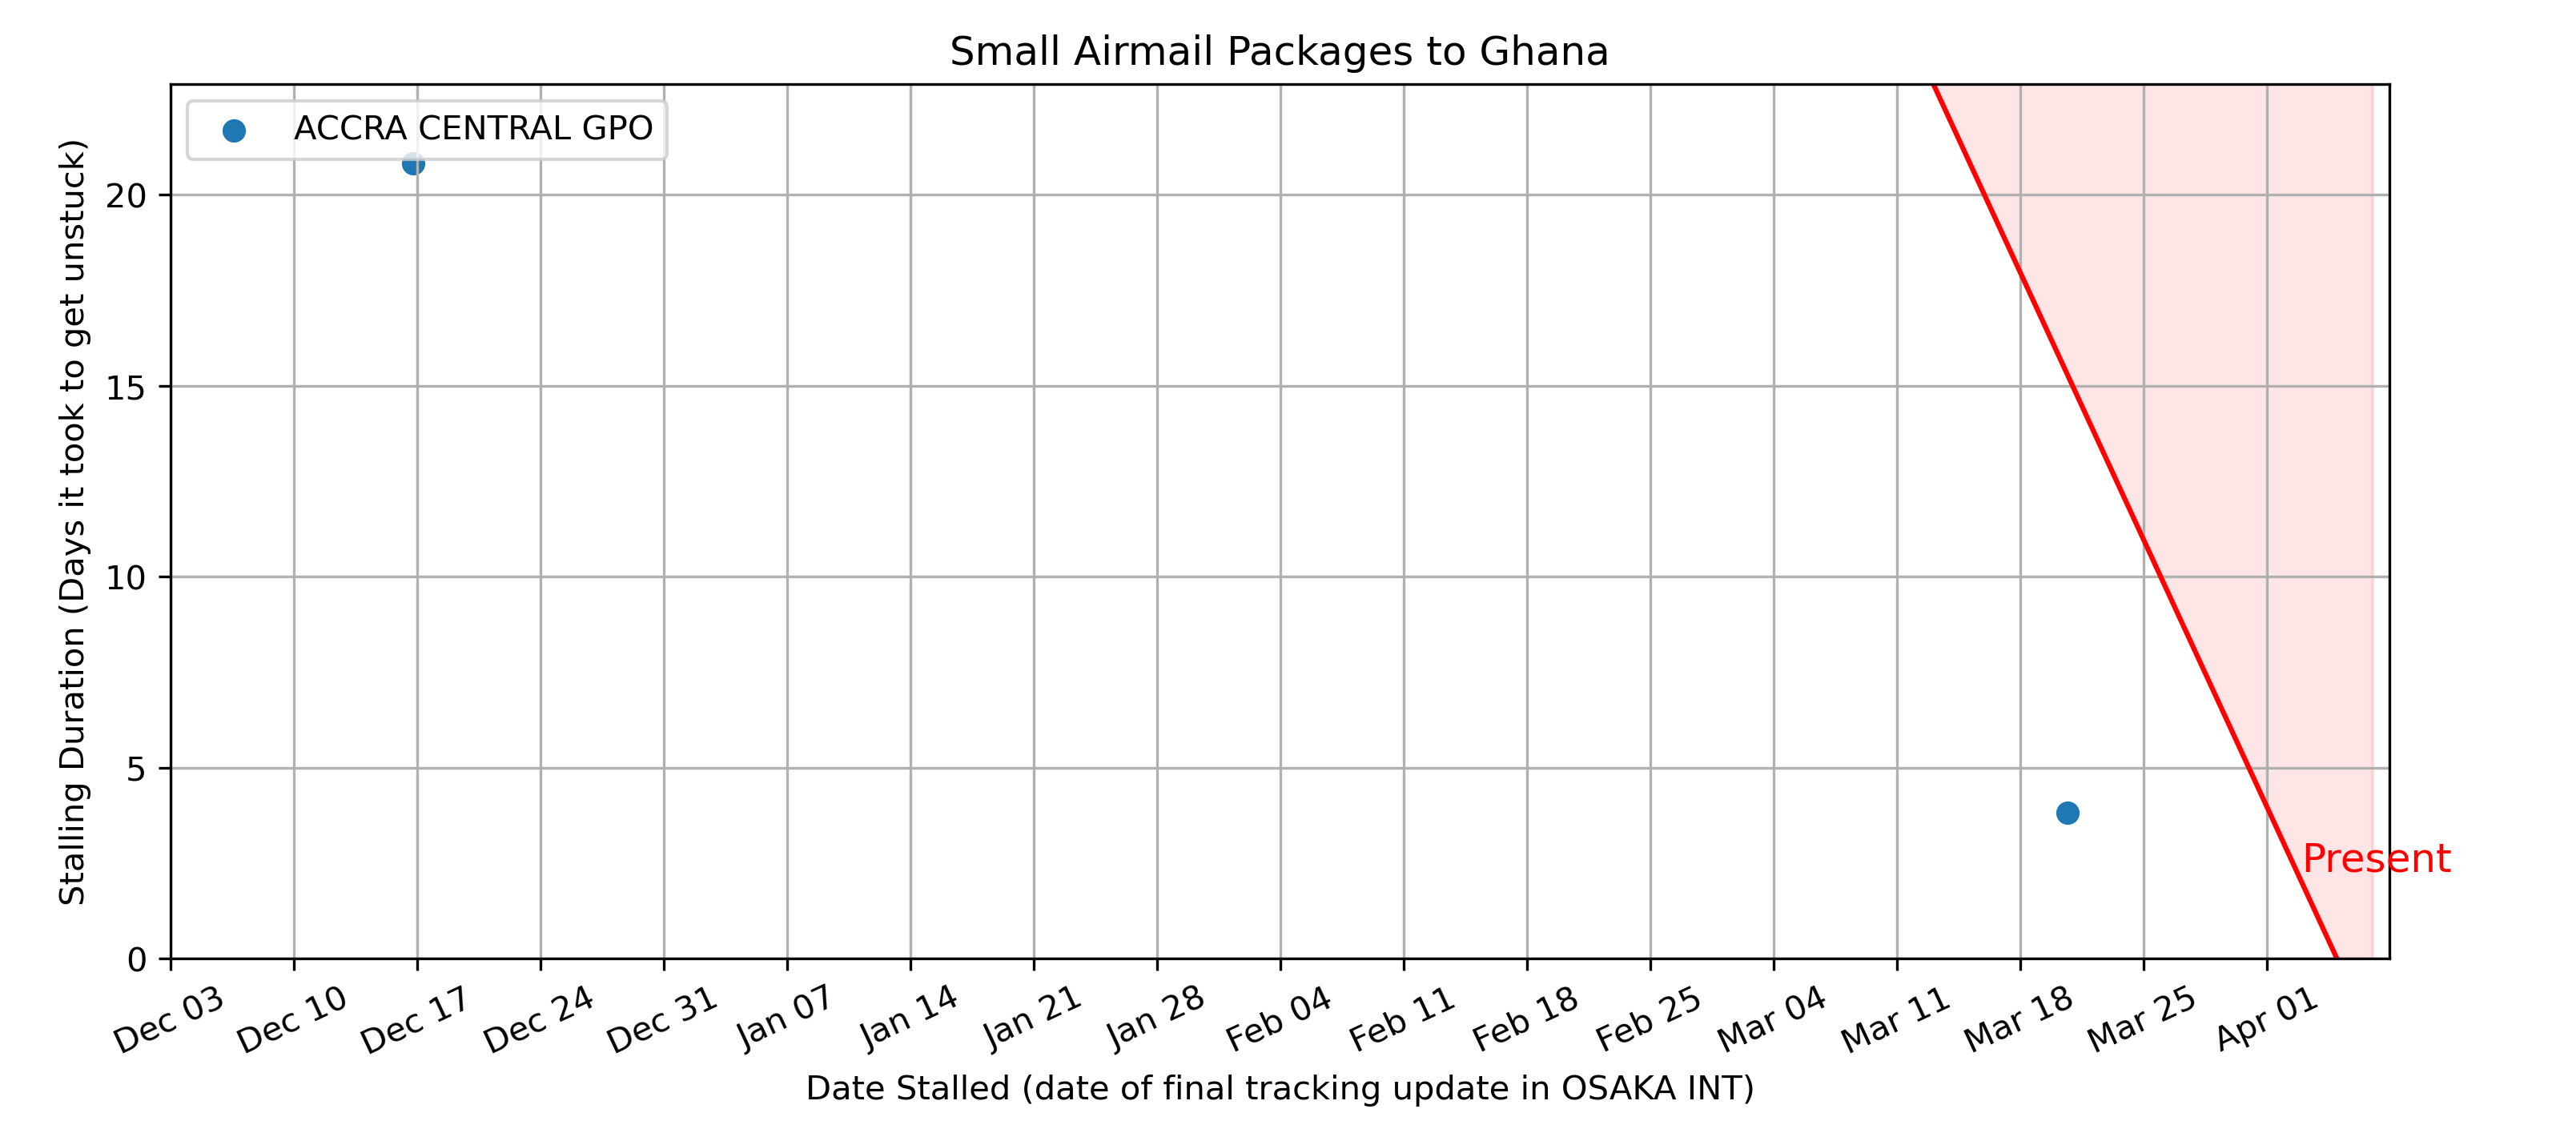 Small Airmail Packages to Ghana
ACCRA CENTRAL GPO
Stalling Duration (Days it took to get unstuck)
20
15
10
5
0
Present
Dec 03
Dec 10
Dec 17
Dec 24
Dec 31
Jan 07
Jan 14
Jan 21
Jan 28
Feb 04
Feb 11
Feb 18
Feb 25
Mar 04
Mar 11
Mar 18
Mar 25
Apr 01
Date Stalled (date of final tracking update in OSAKA INT)